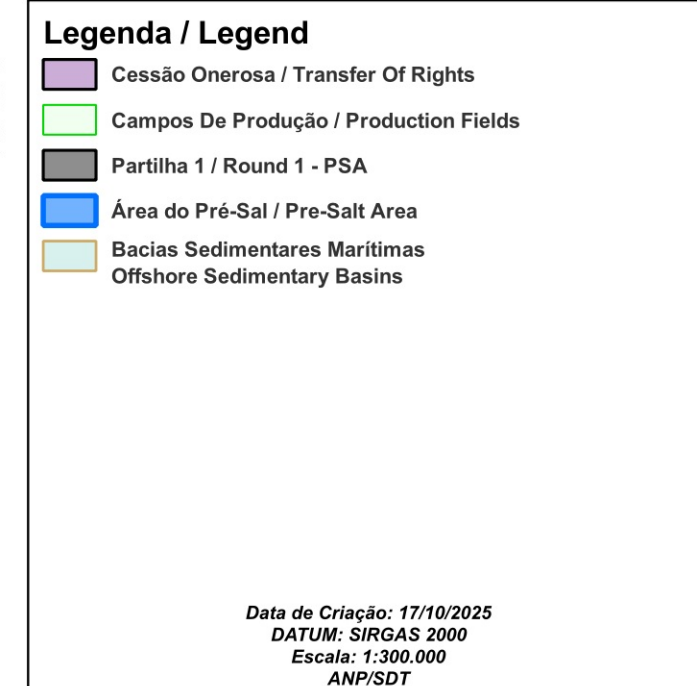 Legenda / Legend
Cessão Onerosa / Transfer Of Rights
Campos De Produção / Production Fields
Partilha 1 / Round 1 - PSA
Área do Pré-Sal / Pre-Salt Area
Bacias Sedimentares Marítimas
Offshore Sedimentary Basins
Data de Criação: 17/10/2025
DATUM: SIRGAS 2000
Escala: 1:300.000
ANP/SDT